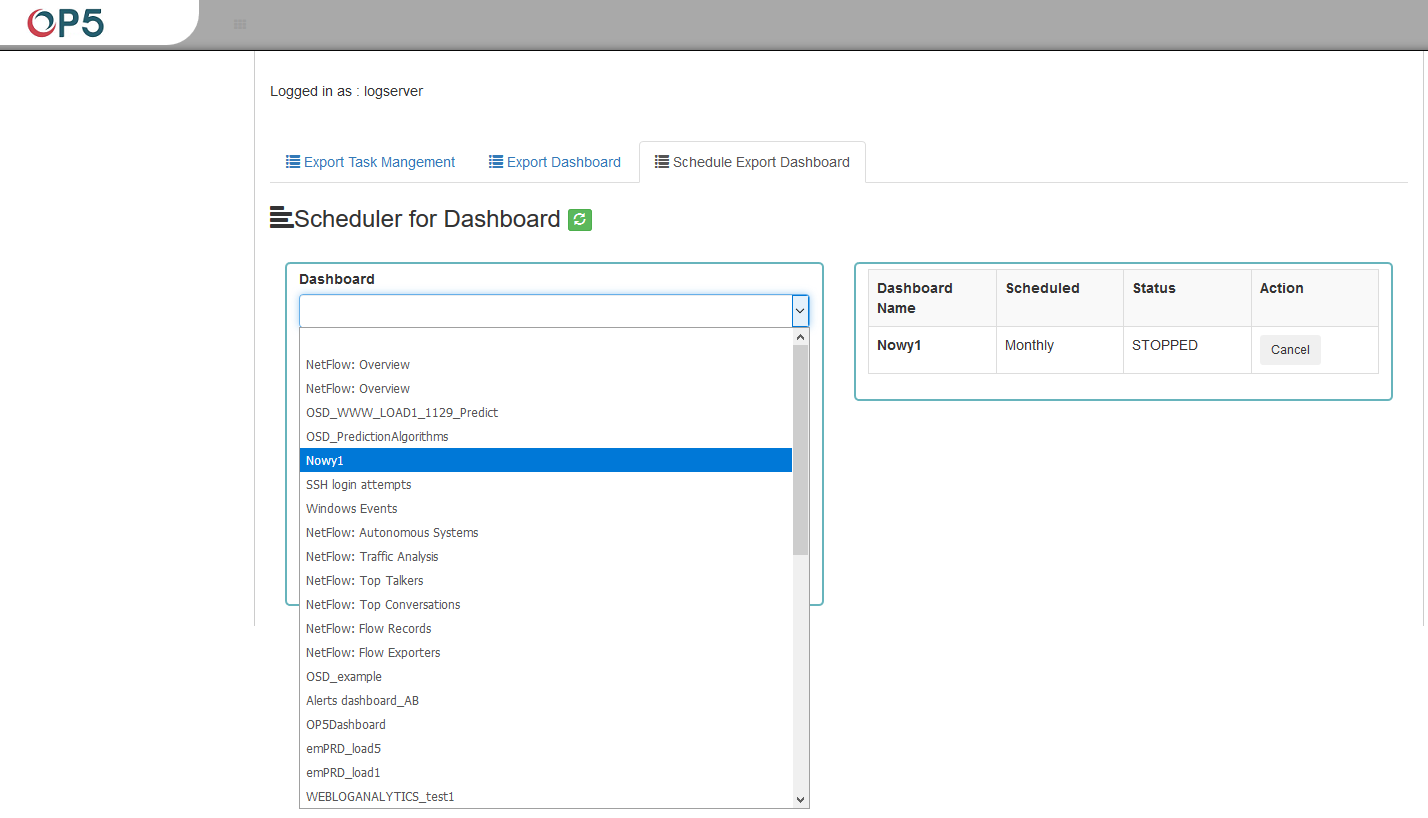 OP5
Logged in as : logserver
Export Task Mangement
Export Dashboard
Schedule Export Dashboard
Scheduler for Dashboard
Dashboard
NetFlow: Overview
NetFlow: Overview
OSD_WWW_LOAD1_1129_Predict
OSD_PredictionAlgorithms
Nowy1
SSH login attempts
Windows Events
NetFlow: Autonomous Systems
NetFlow: Traffic Analysis
NetFlow: Top Talkers
NetFlow: Top Conversations
NetFlow: Flow Records
NetFlow: Flow Exporters
OSD_example
Alerts dashboard_AB
OP5Dashboard
emPRD_load5
emPRD_load1
WEBLOGANALYTICS_test1
Dashboard Name
Scheduled
Status
Action
Nowy1
Monthly
STOPPED
Cancel